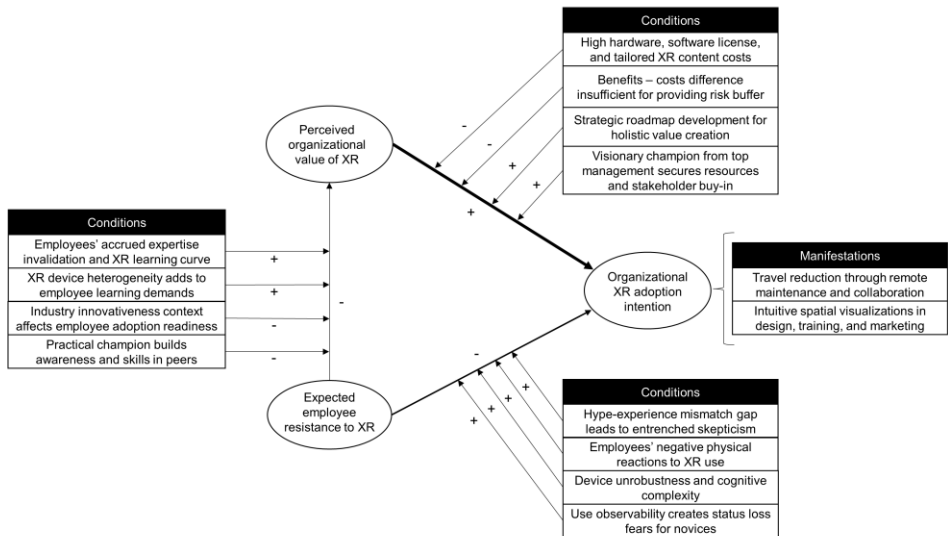 Conditions
High hardware, software license,
and tailored XR content costs
Benefits – costs difference
insufficient for providing risk buffer
Strategic roadmap development for
holistic value creation
Visionary champion from top
management secures resources
and stakeholder buy-in
Perceived
organizational
value of XR
-
-
+
+
+
Conditions
Employees' accrued expertise
invalidation and XR learning curve
XR device heterogeneity adds to
employee learning demands
Industry innovativeness context
affects employee adoption readiness
Practical champion builds
awareness and skills in peers
+
+
-
-
-
Organizational
XR adoption
intention
Manifestations
Travel reduction through remote
maintenance and collaboration
Intuitive spatial visualizations in
design, training, and marketing
Expected
employee
resistance to XR
-
+
+
+
+
Conditions
Hype-experience mismatch gap
leads to entrenched skepticism
Employees' negative physical
reactions to XR use
Device unrobustness and cognitive
complexity
Use observability creates status loss
fears for novices